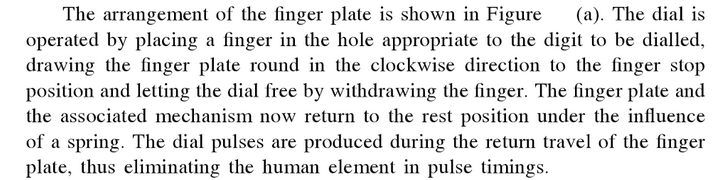 The arrangement of the finger plate is shown in Figure (a). The dial is
operated by placing a finger in the hole appropriate to the digit to be dialled,
drawing the finger plate round in the clockwise direction to the finger stop
position and letting the dial free by withdrawing the finger. The finger plate and
the associated mechanism now return to the rest position under the influence
of a spring. The dial pulses are produced during the return travel of the finger
plate, thus eliminating the human element in pulse timings.